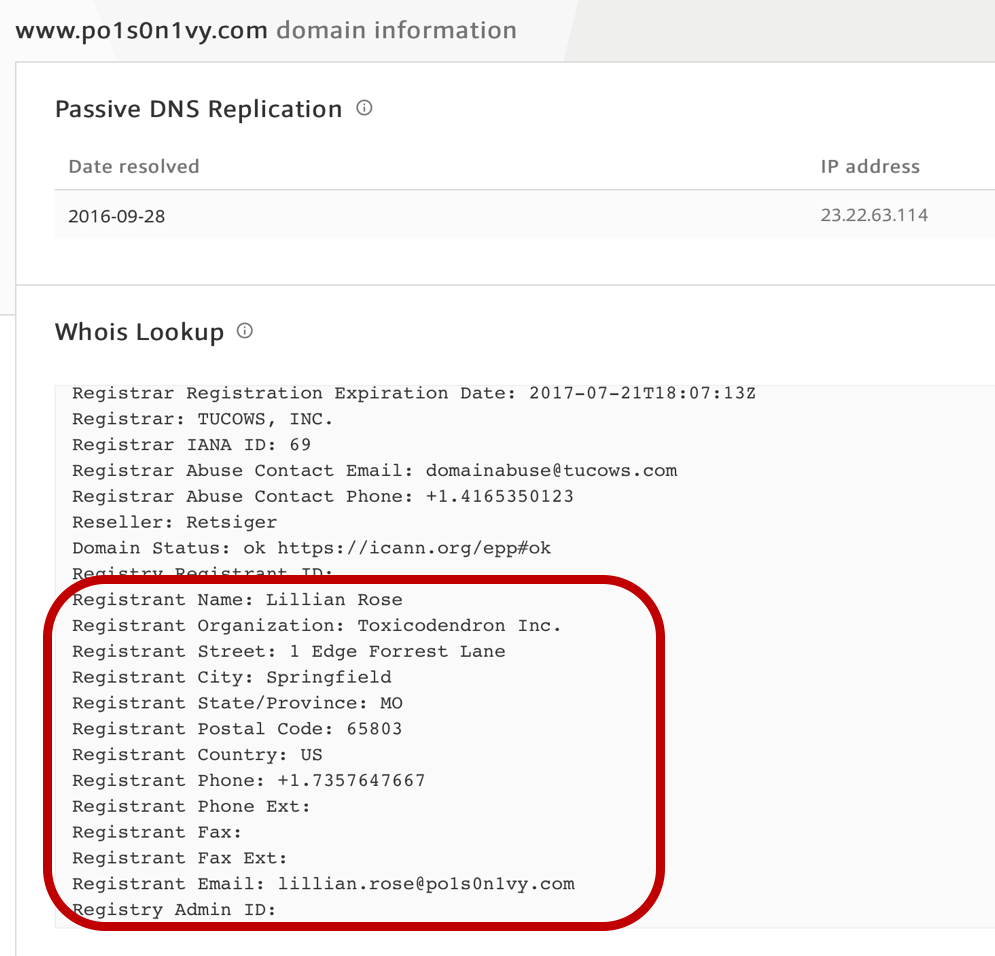 www.po1s0n1vy.com domain information
Passive DNS Replication
Date resolved IP address
2016-09-28 23.22.63.114
Whois Lookup
Registrar Registration Expiration Date: 2017-07-21T18:07:13Z
Registrar: TUCOWS, INC.
Registrar IANA ID: 69
Registrar Abuse Contact Email: domainabuse@tucows.com
Registrar Abuse Contact Phone: +1.4165350123
Reseller: Retsiger
Domain Status: ok https://icann.org/epp#ok
Registry Registrant ID:
Registrant Name: Lillian Rose
Registrant Organization: Toxicodendron Inc.
Registrant Street: 1 Edge Forrest Lane
Registrant City: Springfield
Registrant State/Province: MO
Registrant Postal Code: 65803
Registrant Country: US
Registrant Phone: +1.7357647667
Registrant Phone Ext:
Registrant Fax:
Registrant Fax Ext:
Registrant Email: lillian.rose@po1s0n1vy.com
Registry Admin ID: